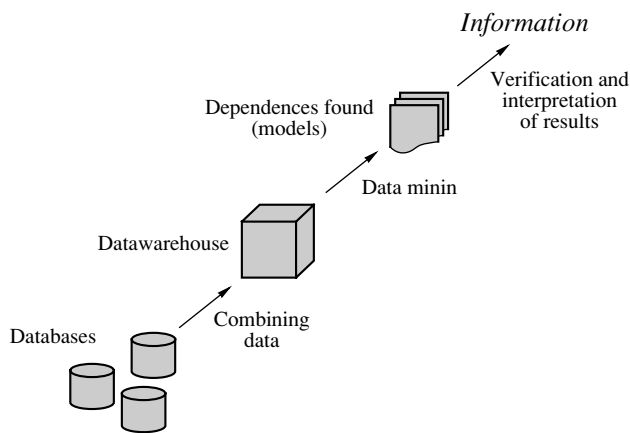 Information
Verification and
interpretation
of results
Dependences found
(models)
Data minin
Datawarehouse
Combining
data
Databases